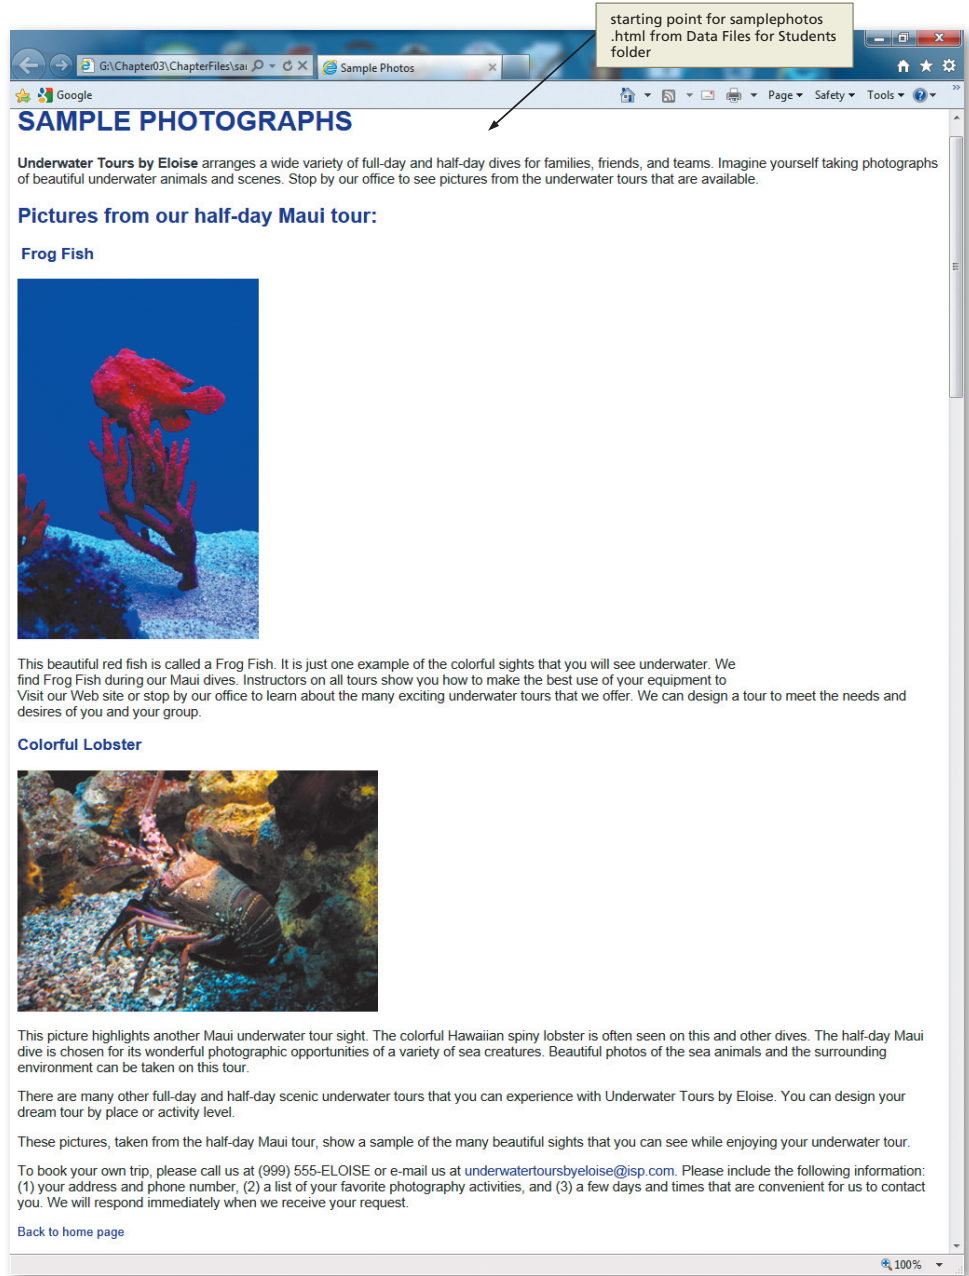 starting point for samplephotos
.html from Data Files for Students
folder
G:\Chapter03\ChapterFiles\sa
Sample Photos
Google
Page
Safety
Tools
SAMPLE PHOTOGRAPHS
Underwater Tours by Eloise arranges a wide variety of full-day and half-day dives for families, friends, and teams. Imagine yourself taking photographs
of beautiful underwater animals and scenes. Stop by our office to see pictures from the underwater tours that are available.
Pictures from our half-day Maui tour:
Frog Fish
This beautiful red fish is called a Frog Fish. It is just one example of the colorful sights that you will see underwater. We
find Frog Fish during our Maui dives. Instructors on all tours show you how to make the best use of your equipment to
Visit our Web site or stop by our office to learn about the many exciting underwater tours that we offer. We can design a tour to meet the needs and
desires of you and your group.
Colorful Lobster
This picture highlights another Maui underwater tour sight. The colorful Hawaiian spiny lobster is often seen on this and other dives. The half-day Maui
dive is chosen for its wonderful photographic opportunities of a variety of sea creatures. Beautiful photos of the sea animals and the surrounding
environment can be taken on this tour.
There are many other full-day and half-day scenic underwater tours that you can experience with Underwater Tours by Eloise. You can design your
dream tour by place or activity level.
These pictures, taken from the half-day Maui tour, show a sample of the many beautiful sights that you can see while enjoying your underwater tour.
To book your own trip, please call us at (999) 555-ELOISE or e-mail us at underwatertoursbyeloise@isp.com. Please include the following information:
(1) your address and phone number, (2) a list of your favorite photography activities, and (3) a few days and times that are convenient for us to contact
you. We will respond immediately when we receive your request.
Back to home page
100%